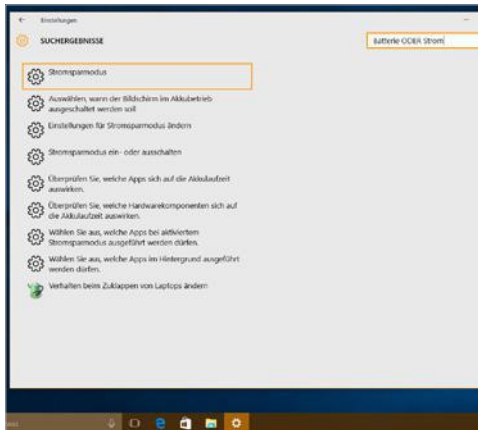 Einstellungen
SUCHERGEBNISSE
Batterie ODER Strom
Stromsparmodus
Auswählen, wann der Bildschirm im Akkubetrieb
ausgeschaltet werden soll
Einstellungen für Stromsparmodus ändern
Stromsparmodus ein- oder ausschalten
Überprüfen Sie, welche Apps sich auf die Akkulaufzeit
auswirken.
Überprüfen Sie, welche Hardwarekomponenten sich auf
die Akkulaufzeit auswirken.
Wählen Sie aus, welche Apps bei aktiviertem
Stromsparmodus ausgeführt werden dürfen.
Wählen Sie aus, welche Apps im Hintergrund ausgeführt
werden dürfen.
Verhalten beim Zuklappen von Laptops ändern